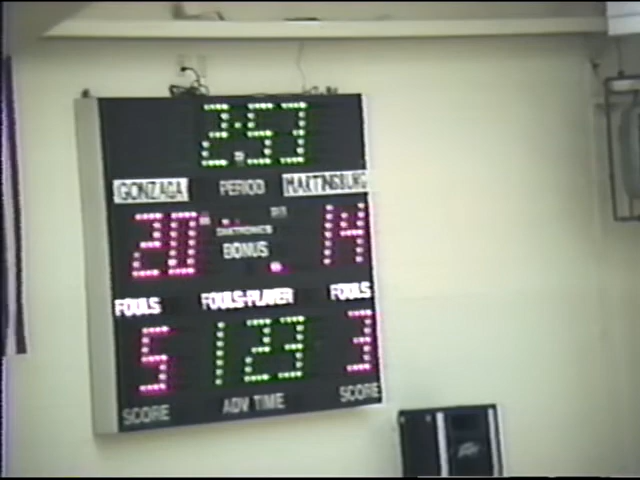 2:53
GONZAGA PERIOD MARTINSBURG
20 14
DAKTRONICS
BONUS
FOULS FOULS-PLAYER FOULS
5 123 3
SCORE ADV TIME SCORE